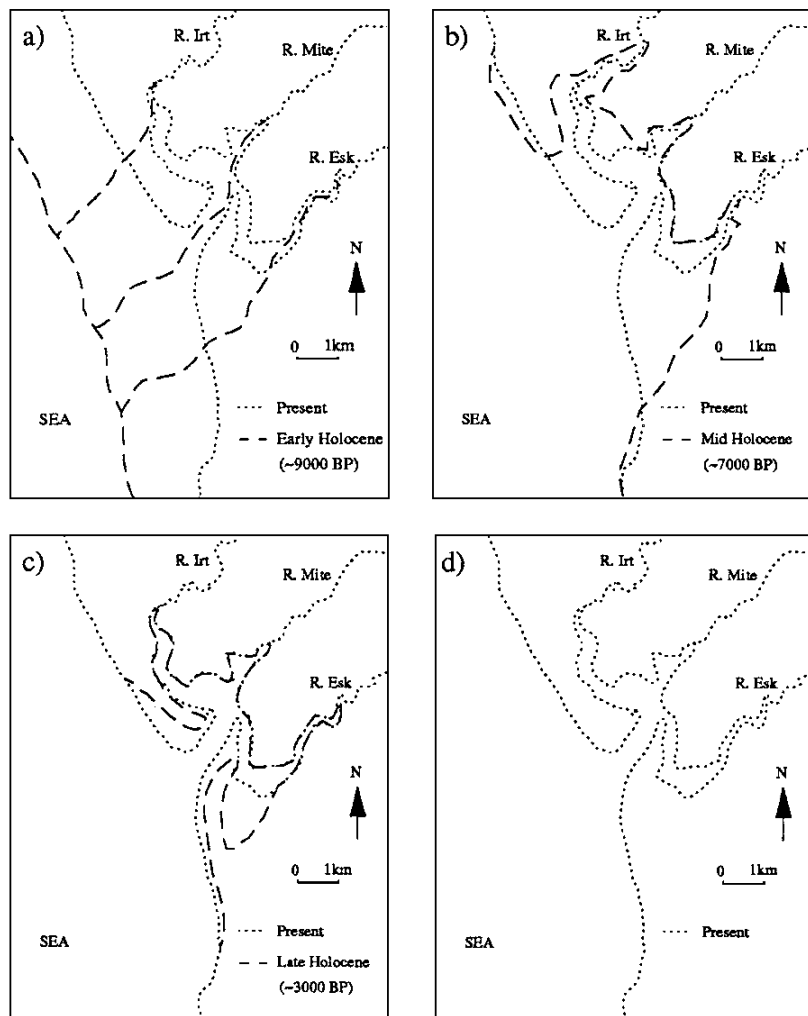 a)
R. Irt
R. Mite
R. Esk
N
0 1km
SEA
Present
Early Holocene
(~9000 BP)
b)
R. Irt
R. Mite
R. Esk
N
0 1km
SEA
Present
Mid Holocene
(~7000 BP)
c)
R. Irt
R. Mite
R. Esk
N
0 1km
SEA
Present
Late Holocene
(~3000 BP)
d)
R. Irt
R. Mite
R. Esk
N
0 1km
SEA
Present